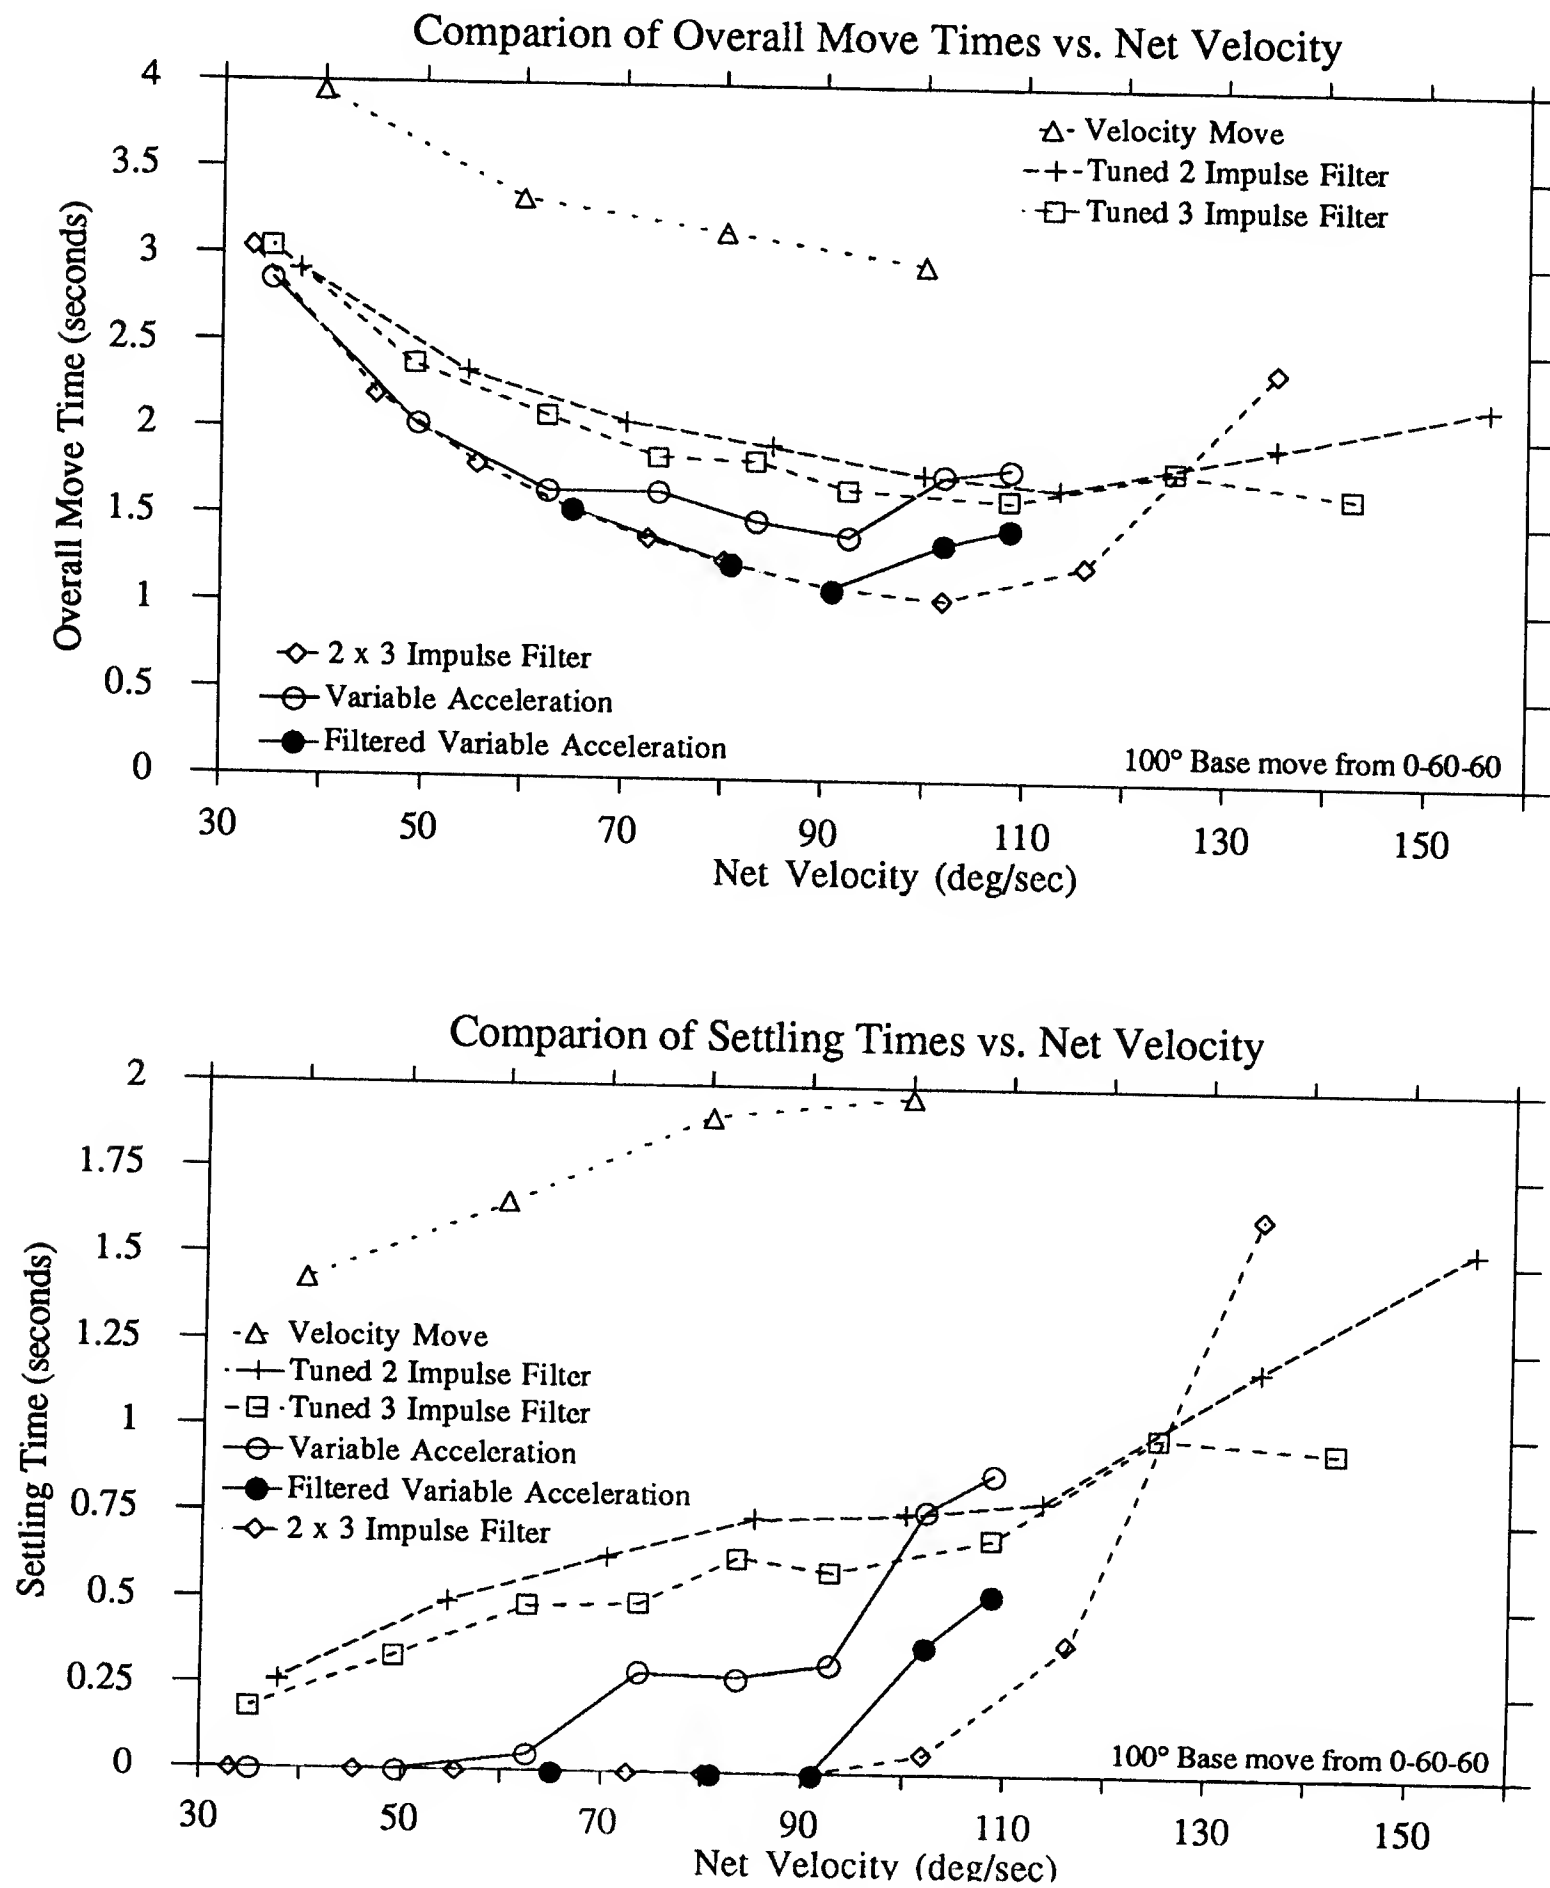 Comparion of Overall Move Times vs. Net Velocity
4
3.5
3
2.5
2
1.5
1
0.5
0
Overall Move Time (seconds)
Velocity Move
Tuned 2 Impulse Filter
Tuned 3 Impulse Filter
2 x 3 Impulse Filter
Variable Acceleration
Filtered Variable Acceleration
100° Base move from 0-60-60
30 50 70 90 110 130 150
Net Velocity (deg/sec)
Comparion of Settling Times vs. Net Velocity
2
1.75
1.5
1.25
1
0.75
0.5
0.25
0
Settling Time (seconds)
Velocity Move
Tuned 2 Impulse Filter
Tuned 3 Impulse Filter
Variable Acceleration
Filtered Variable Acceleration
2 x 3 Impulse Filter
100° Base move from 0-60-60
30 50 70 90 110 130 150
Net Velocity (deg/sec)